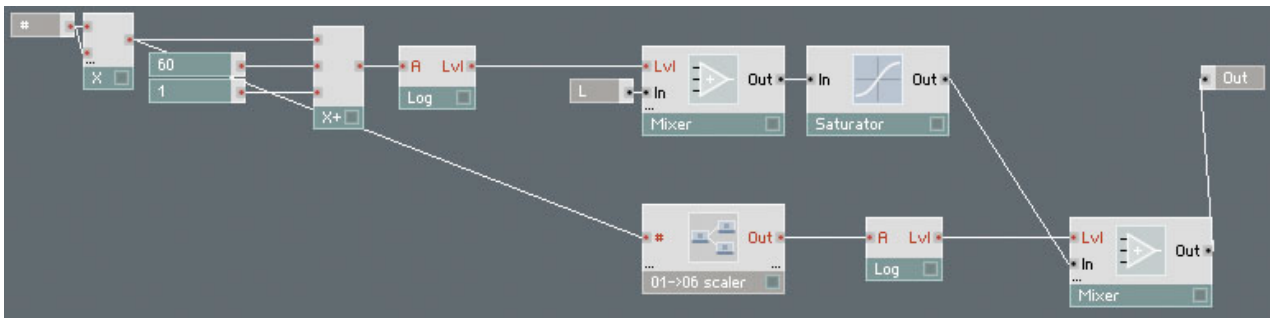 #
...
X
60
1
X+
A Lvl
Log
L
Lvl
In
Out
...
Mixer
In Out
Saturator
Out
# Out
... ...
01->06 scaler
A Lvl
Log
Lvl
In
Out
...
Mixer